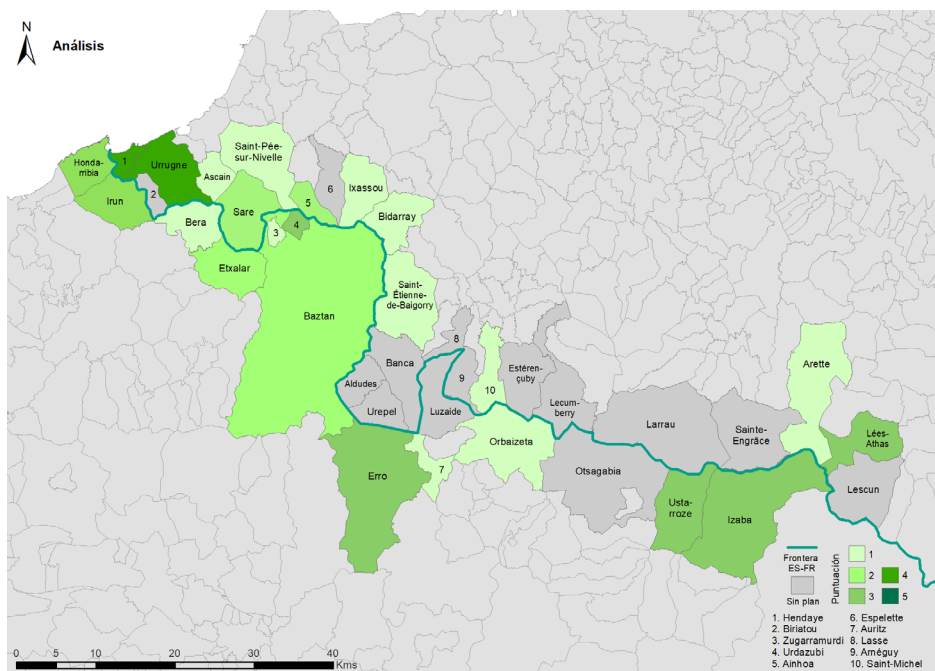 N
Análisis
Saint-Pée-
sur-Nivelle
Honda-
rribia
1
Urrugne
Ascain
6
Ixassou
2
Irun
5
Sare
Bera
3
4
Bidarray
Etxalar
Saint-
Étienne-
de-Baigorry
Baztan
8
Banca
9
Estéren-
çuby
Arette
Aldudes
10
Lecum-
berry
Urepel
Luzaide
Larrau
Sainte-
Engrâce
Lées-
Athas
Orbaizeta
Erro
7
Otsagabia
Lescun
Usta-
rroze
Izaba
Frontera
ES-FR
Sin plan
Puntuación
1
2
3
4
5
1. Hendaye
2. Biriatou
3. Zugarramurdi
4. Urdazubi
5. Ainhoa
6. Espelette
7. Auritz
8. Lasse
9. Améguy
10. Saint-Michel
0 5 10 20 30 40
Kms